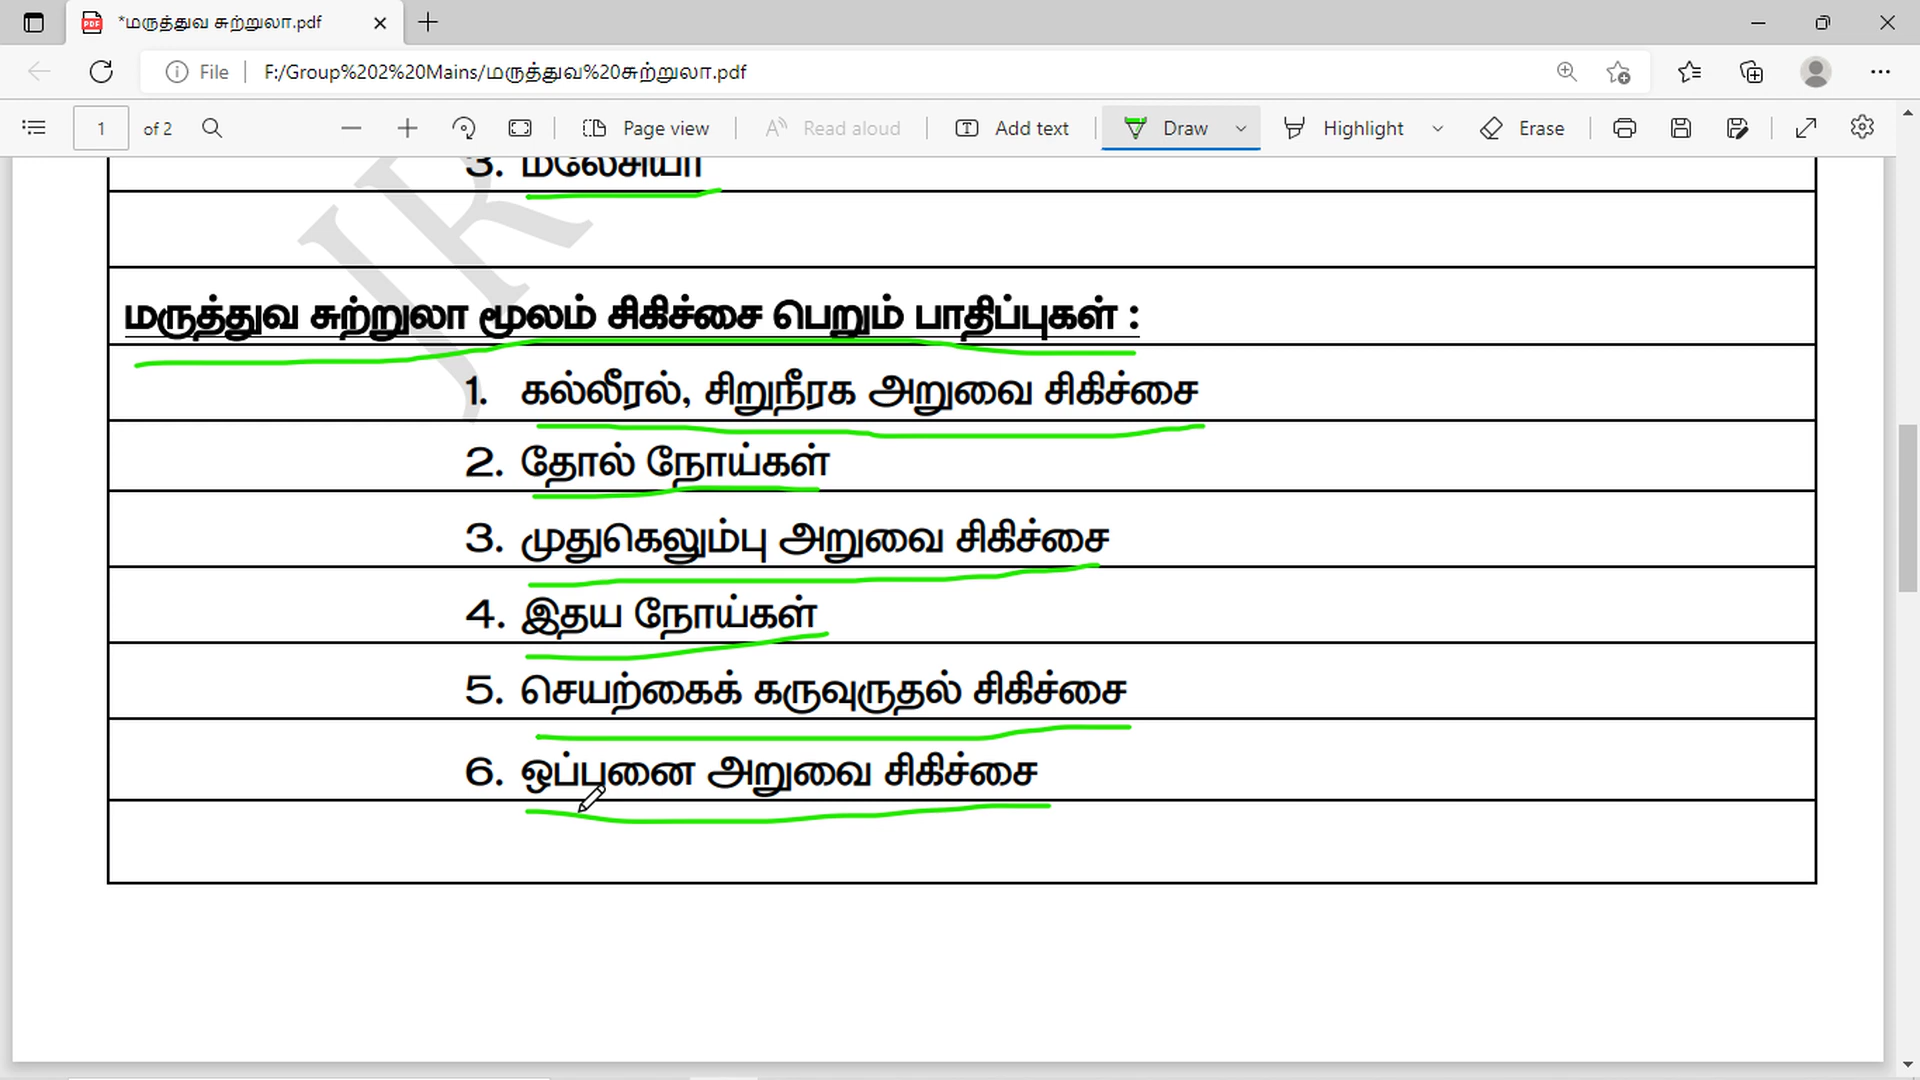 *மருத்துவ சுற்றுலா.pdf
File F:/Group%202%20Mains/மருத்துவ%20சுற்றுலா.pdf
1 of 2 Page view Read aloud Add text Draw Highlight Erase
3. மலேசியா
மருத்துவ சுற்றுலா மூலம் சிகிச்சை பெறும் பாதிப்புகள் :
1. கல்லீரல், சிறுநீரக அறுவை சிகிச்சை
2. தோல் நோய்கள்
3. முதுகெலும்பு அறுவை சிகிச்சை
4. இதய நோய்கள்
5. செயற்கைக் கருவுருதல் சிகிச்சை
6. ஒப்பனை அறுவை சிகிச்சை
JR